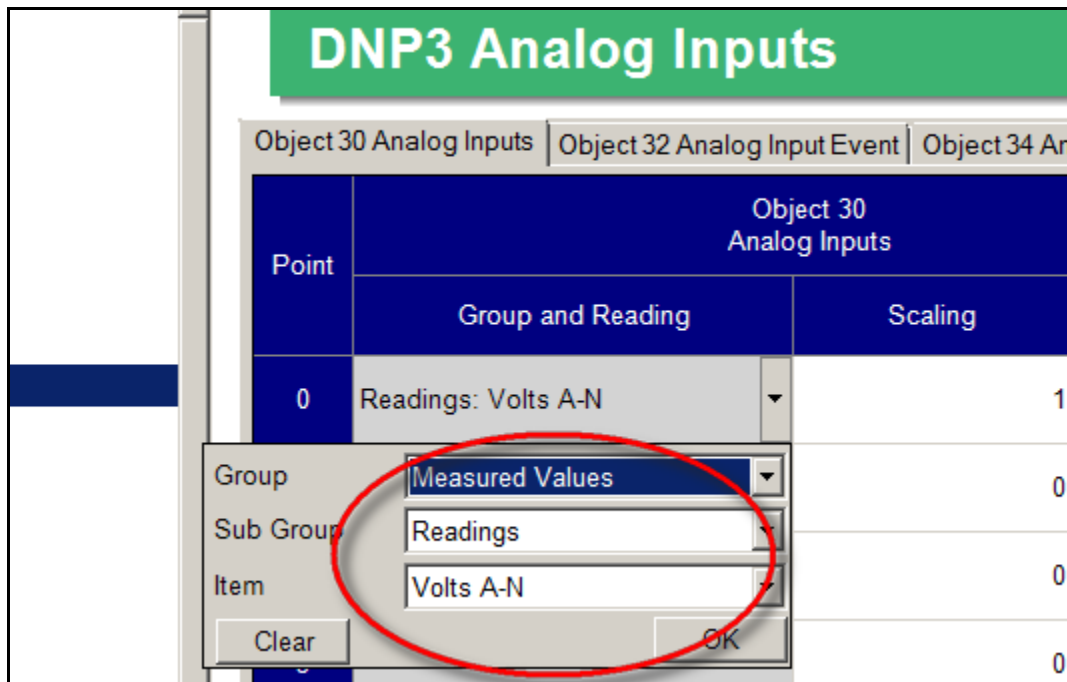 DNP3 Analog Inputs
Object 30 Analog Inputs
Object 32 Analog Input Event
Object 34
Point
Object 30
Analog Inputs
Group and Reading
Scaling
0
Readings: Volts A-N
1
Group
Measured Values
0
Sub Group
Readings
Item
Volts A-N
0
Clear
OK
0